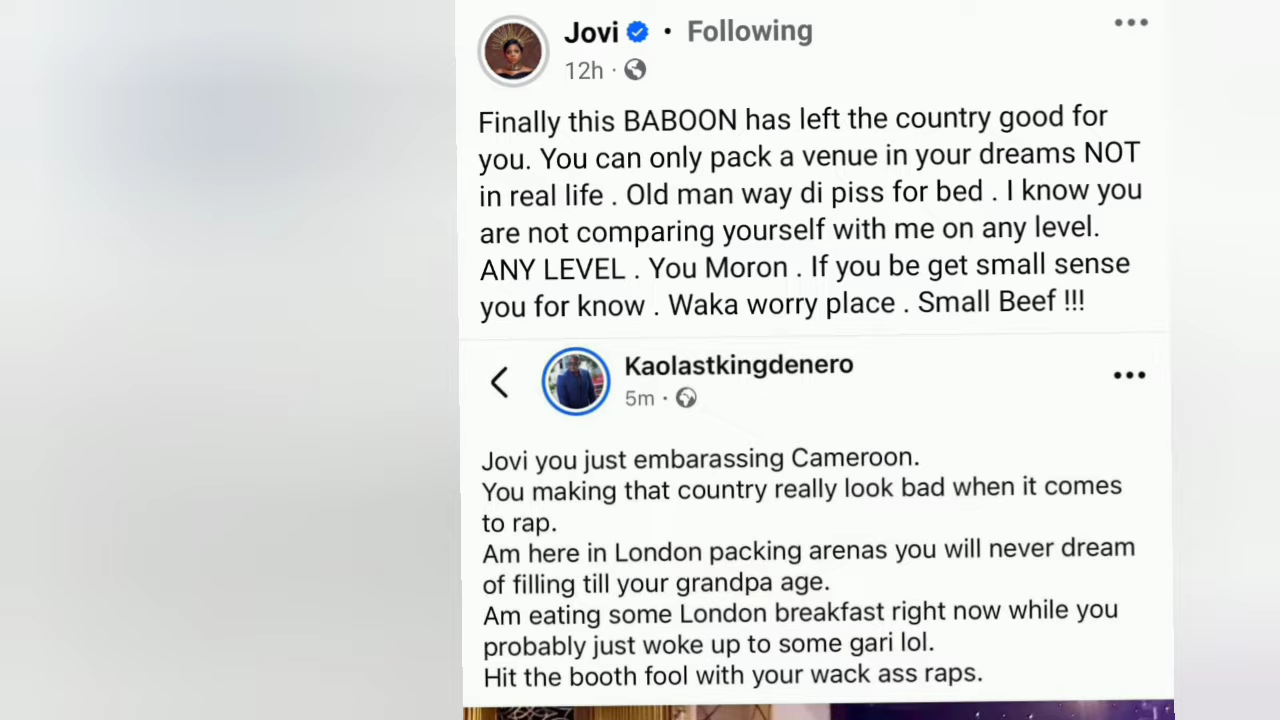 Jovi • Following
12h ·
Finally this BABOON has left the country good for
you. You can only pack a venue in your dreams NOT
in real life . Old man way di piss for bed . I know you
are not comparing yourself with me on any level.
ANY LEVEL . You Moron . If you be get small sense
you for know . Waka worry place . Small Beef !!!
Kaolastkingdenero
5m ·
Jovi you just embarassing Cameroon.
You making that country really look bad when it comes
to rap.
Am here in London packing arenas you will never dream
of filling till your grandpa age.
Am eating some London breakfast right now while you
probably just woke up to some gari lol.
Hit the booth fool with your wack ass raps.